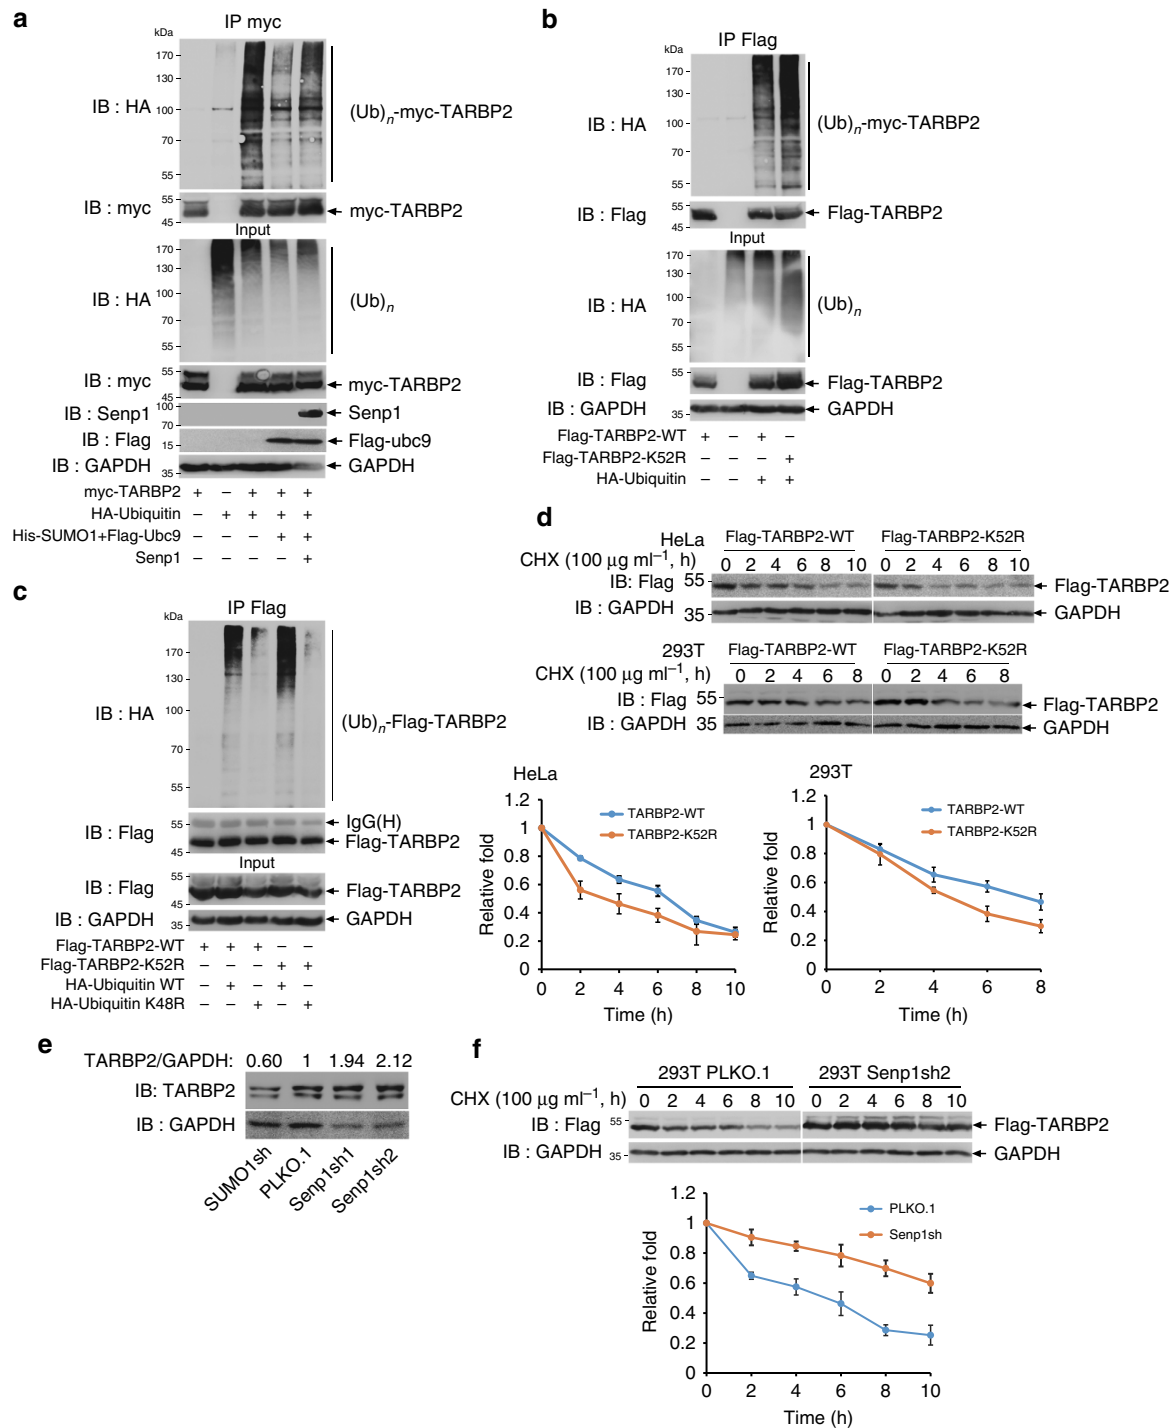 a
IP myc
kDa
170
130
100
70
55
IB : HA
(Ub)n-myc-TARBP2
55
45
IB : myc
myc-TARBP2
Input
170
130
100
70
55
IB : HA
(Ub)n
55
45
IB : myc
myc-TARBP2
100
70
IB : Senp1
Senp1
15
IB : Flag
Flag-ubc9
35
IB : GAPDH
GAPDH
myc-TARBP2 + – + + +
HA-Ubiquitin – + + + +
His-SUMO1+Flag-Ubc9 – – – + +
Senp1 – – – – +
b
IP Flag
kDa
170
130
100
70
55
IB : HA
(Ub)n-myc-TARBP2
55
45
IB : Flag
Flag-TARBP2
Input
170
130
100
70
55
IB : HA
(Ub)n
55
45
IB : Flag
Flag-TARBP2
35
IB : GAPDH
GAPDH
Flag-TARBP2-WT + – + –
Flag-TARBP2-K52R – – – +
HA-Ubiquitin – – + +
c
IP Flag
kDa
170
130
100
70
55
IB : HA
(Ub)n-Flag-TARBP2
55
45
IB : Flag
IgG(H)
Flag-TARBP2
Input
55
45
IB : Flag
Flag-TARBP2
35
IB : GAPDH
GAPDH
Flag-TARBP2-WT + + + – –
Flag-TARBP2-K52R – – – + +
HA-Ubiquitin WT – + – + –
HA-Ubiquitin K48R – – + – +
d
HeLa
Flag-TARBP2-WT Flag-TARBP2-K52R
CHX (100 μg ml–1, h) 0 2 4 6 8 10 0 2 4 6 8 10
IB: Flag 55 Flag-TARBP2
IB : GAPDH 35 GAPDH
293T
Flag-TARBP2-WT Flag-TARBP2-K52R
CHX (100 μg ml–1, h) 0 2 4 6 8 0 2 4 6 8
IB : Flag 55 Flag-TARBP2
IB : GAPDH 35 GAPDH
HeLa
1.2
1
0.8
0.6
0.4
0.2
0
Relative fold
TARBP2-WT
TARBP2-K52R
0 2 4 6 8 10
Time (h)
293T
1.2
1
0.8
0.6
0.4
0.2
0
Relative fold
TARBP2-WT
TARBP2-K52R
0 2 4 6 8
Time (h)
e
TARBP2/GAPDH: 0.60 1 1.94 2.12
IB: TARBP2
IB : GAPDH
SUMO1sh PLKO.1 Senp1sh1 Senp1sh2
f
293T PLKO.1 293T Senp1sh2
CHX (100 μg ml–1, h) 0 2 4 6 8 10 0 2 4 6 8 10
IB : Flag 55 Flag-TARBP2
IB : GAPDH 35 GAPDH
1.2
1
0.8
0.6
0.4
0.2
0
Relative fold
PLKO.1
Senp1sh
0 2 4 6 8 10
Time (h)